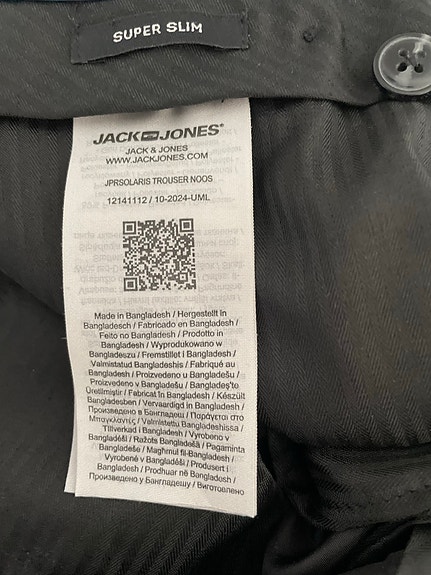 SUPER SLIM
JACK & JONES®
JACK & JONES
WWW.JACKJONES.COM
JPRSOLARIS TROUSER NOOS
12141112 / 10-2024-UML
Made in Bangladesh / Hergestellt in
Bangladesch / Fabricado en Bangladesh /
Feito no Bangladesh / Prodotto in
Bangladesh / Wyprodukowano w
Bangladeszu / Fremstillet i Bangladesh /
Valmistatud Bangladeshis / Fabriqué au
Bangladesh / Proizvedeno u Bangladešu /
Proizvedeno v Bangladešu / Bangladeş'te
Üretilmiştir / Fabricat în Bangladesh / Készült
Bangladesben / Vervaardigd in Bangladesh /
Произведено в Бангладеш / Παράγεται στο
Μπαγκλαντές / Valmistettu Bangladeshissa /
Tillverkad i Bangladesh / Vyrobeno v
Bangladéši / Ražots Bangladešā / Pagaminta
Bangladeše / Maghmul fil-Bangladesh /
Vyrobené v Bangladéši / Produsert i
Bangladesh / Prodhuar në Bangladesh /
Произведено у Бангладешу / Виготовлено